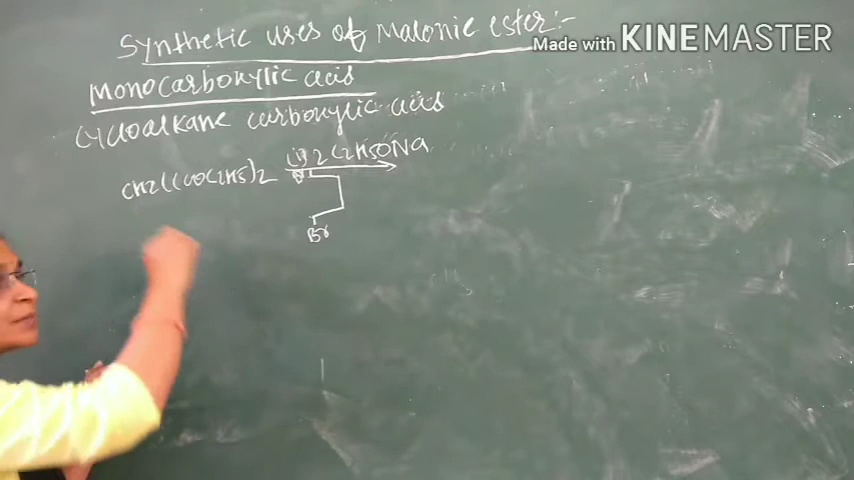 Synthetic uses of Malonic ester:-
Made with KINEMASTER
Monocarboxylic acid
Cycloalkane carboxylic acid
CH2(COOC2H5)2 (i) 2 C2H5ONa
Br
Br